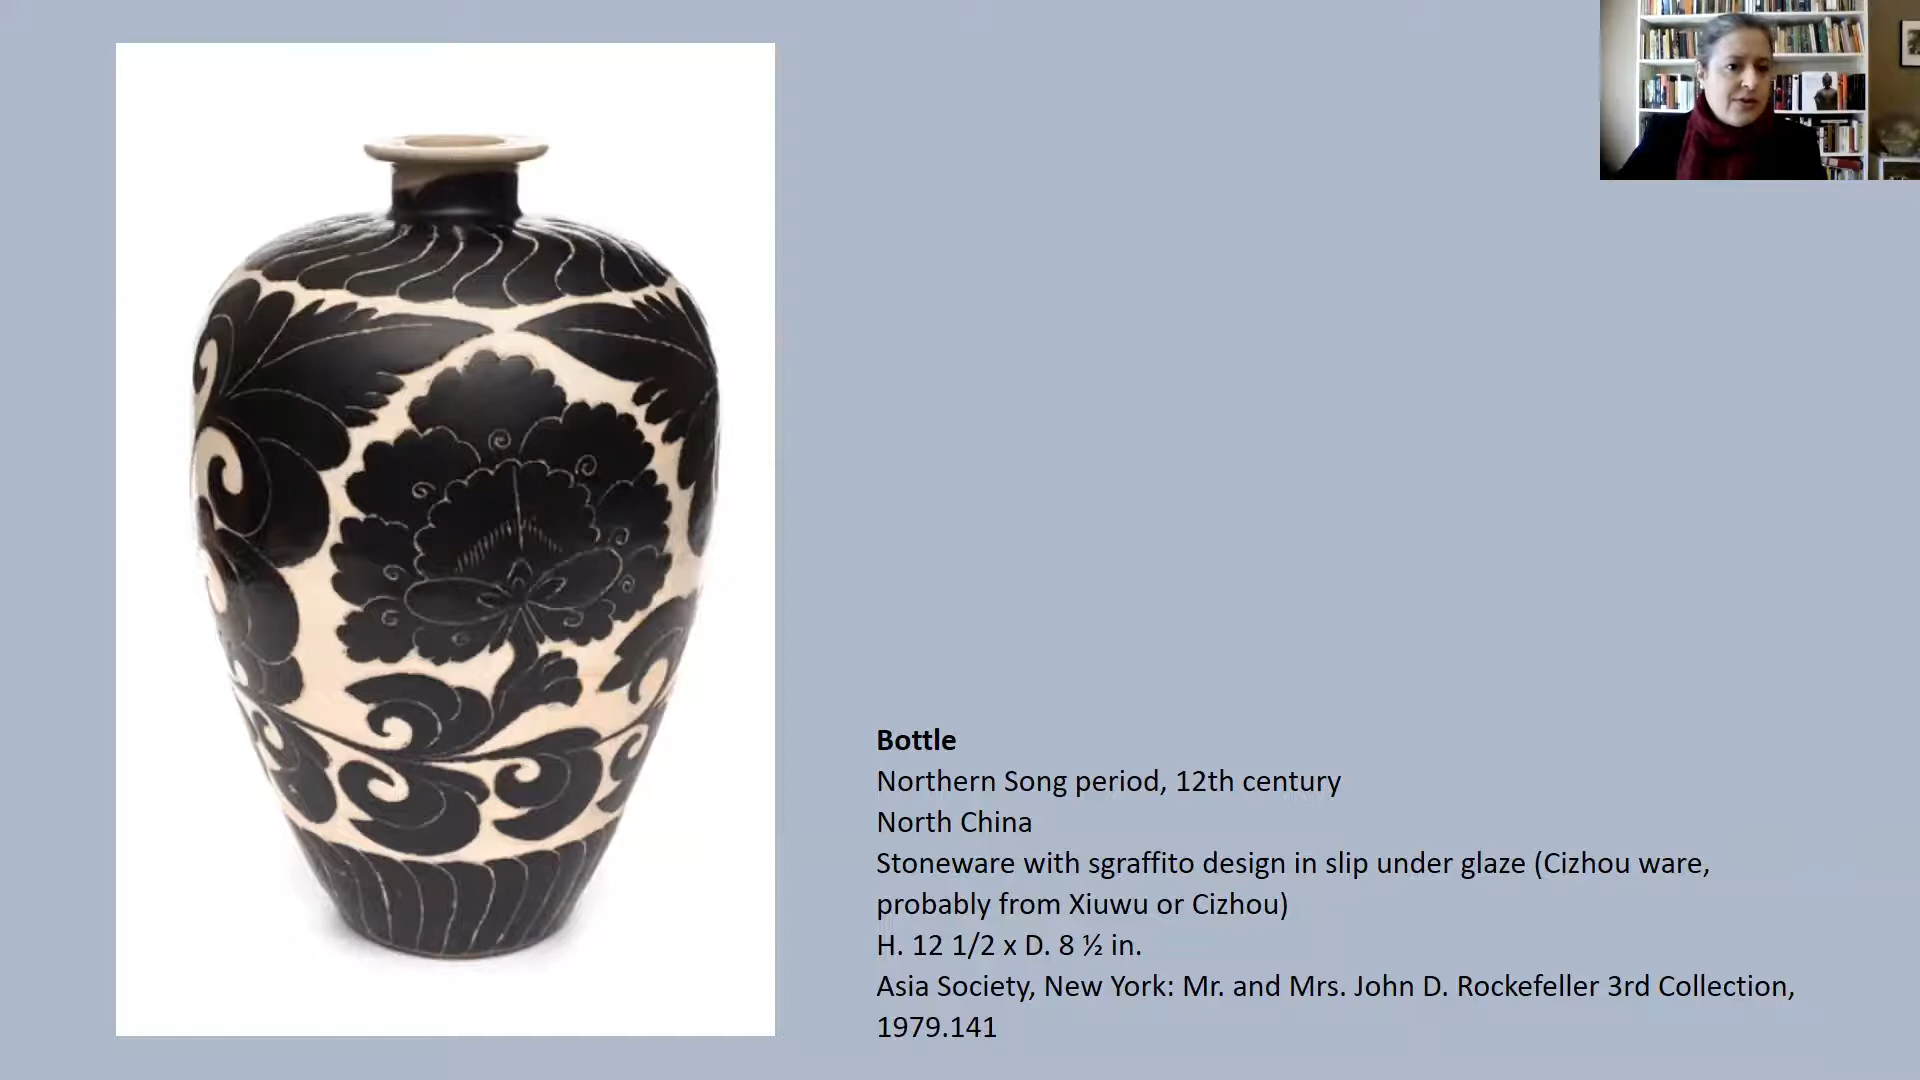 Bottle
Northern Song period, 12th century
North China
Stoneware with sgraffito design in slip under glaze (Cizhou ware,
probably from Xiuwu or Cizhou)
H. 12 1/2 x D. 8 ½ in.
Asia Society, New York: Mr. and Mrs. John D. Rockefeller 3rd Collection,
1979.141